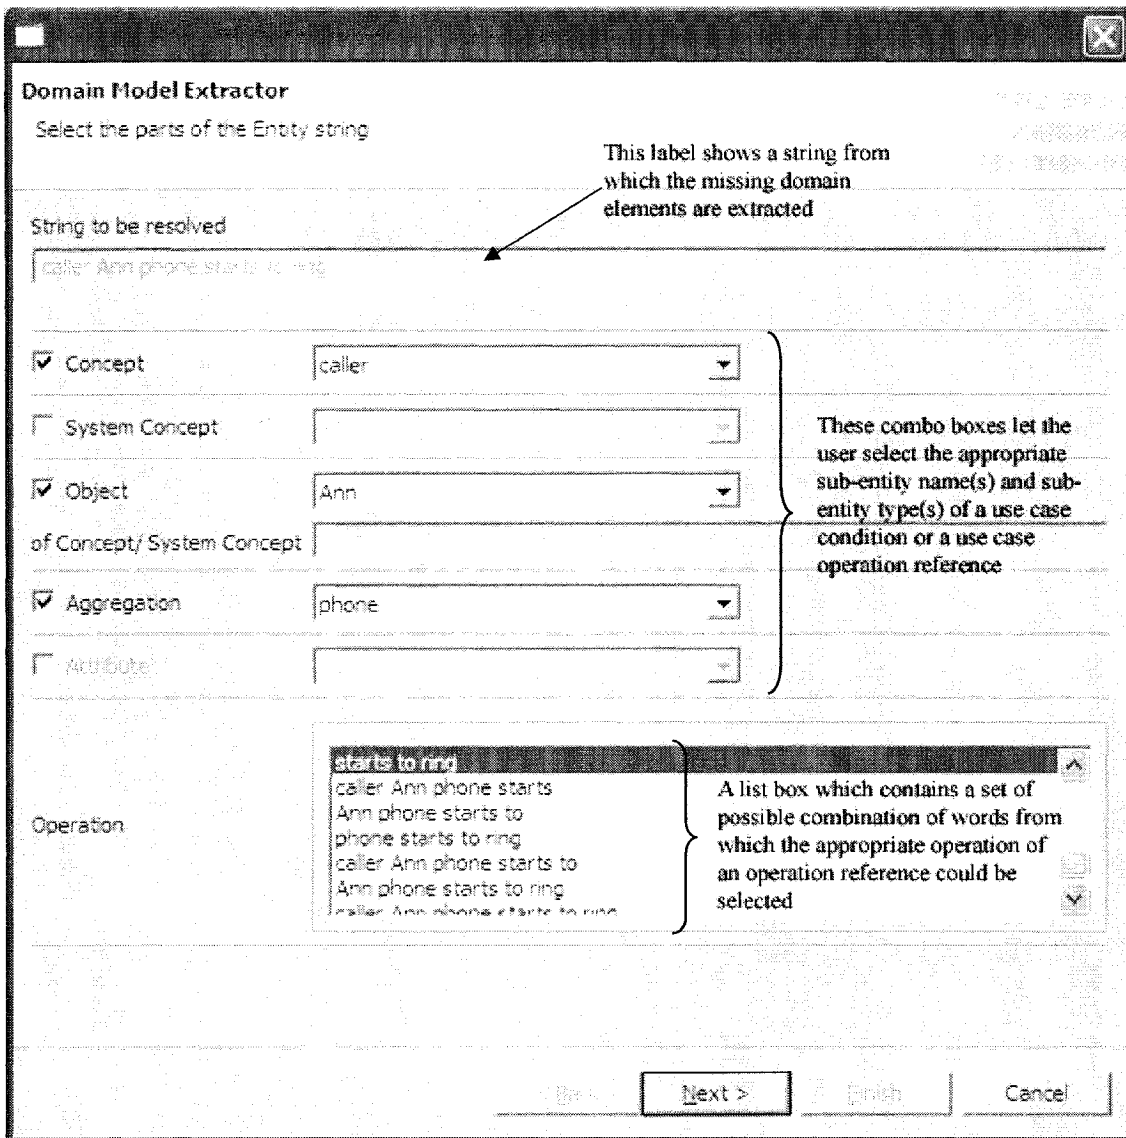 Domain Model Extractor
Select the parts of the Entity string
This label shows a string from
which the missing domain
elements are extracted
String to be resolved
caller Ann phone starts to ring
Concept
caller
System Concept
Object
Ann
of Concept/ System Concept
Aggregation
phone
Attribute
These combo boxes let the
user select the appropriate
sub-entity name(s) and sub-
entity type(s) of a use case
condition or a use case
operation reference
Operation
starts to ring
caller Ann phone starts
Ann phone starts to
phone starts to ring
caller Ann phone starts to
Ann phone starts to ring
caller Ann phone starts to ring
A list box which contains a set of
possible combination of words from
which the appropriate operation of
an operation reference could be
selected
Next >
Finish
Cancel